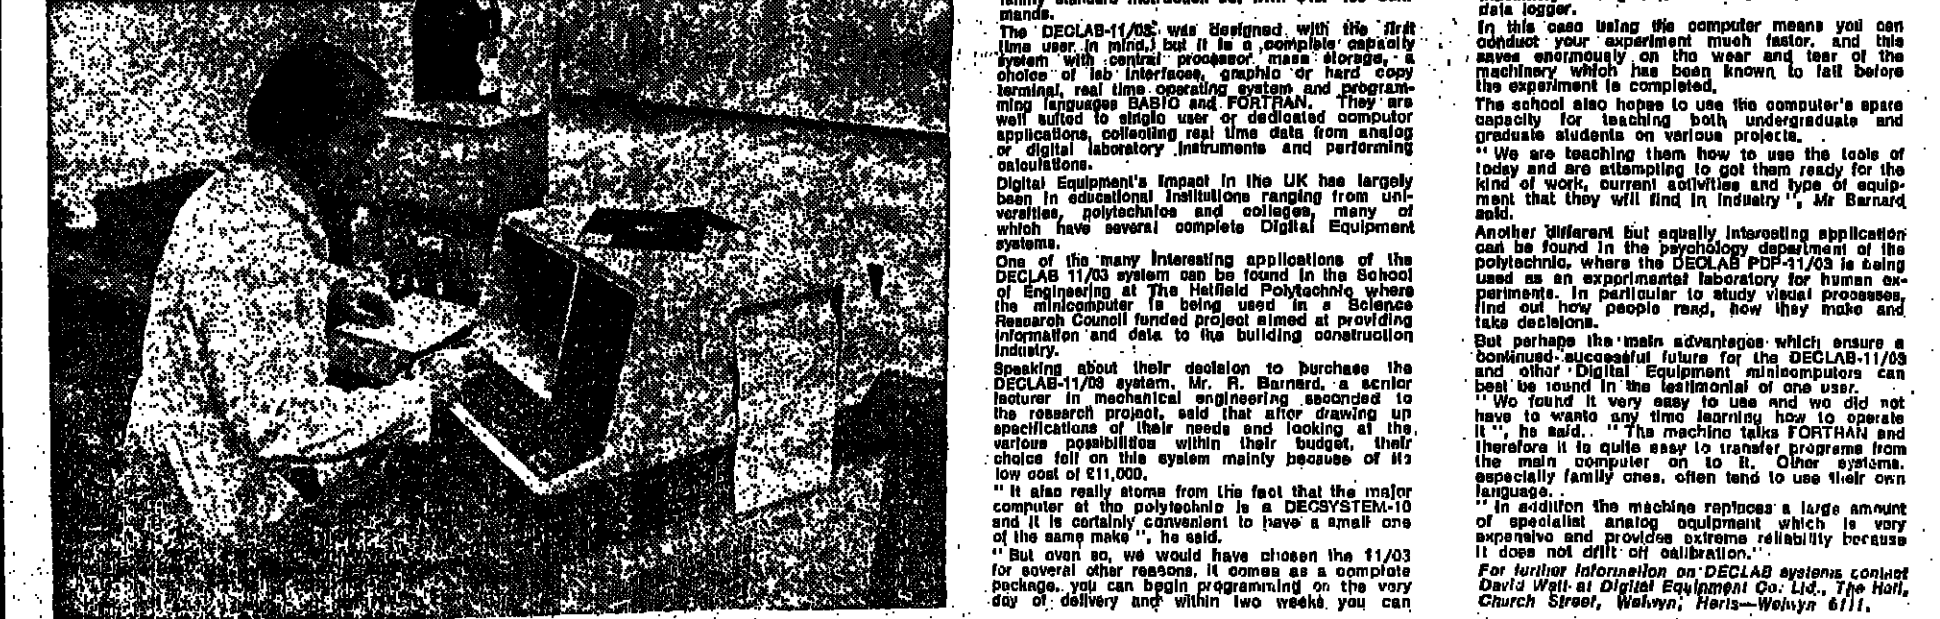 mands.
The DECLAB-11/03, was designed with the first
time user in mind, but it is a complete capacity
system with central processor mass storage, a
choice of lab interfaces, graphic or hard copy
terminal, real time operating system and program-
ming languages BASIC and FORTRAN. They are
well suited to single user or dedicated computer
applications, collecting real time data from analog
or digital laboratory instruments and performing
calculations.
Digital Equipment's impact in the UK has largely
been in educational institutions ranging from uni-
versities, polytechnics and colleges, many of
which have several complete Digital Equipment
systems.
One of the many interesting applications of the
DECLAB 11/03 system can be found in the School
of Engineering at The Hatfield Polytechnic where
the minicomputer is being used in a Science
Research Council funded project aimed at providing
information and data to the building construction
industry.
Speaking about their decision to purchase the
DECLAB-11/03 system, Mr. R. Barnard, a senior
lecturer in mechanical engineering seconded to
the research project, said that after drawing up
specifications of their needs and looking at the
various possibilities within their budget, their
choice fell on this system mainly because of its
low cost of £11,000.
" It also really stems from the fact that the major
computer at the polytechnic is a DECSYSTEM-10
and it is certainly convenient to have a small one
of the same make ", he said.
" But even so, we would have chosen the 11/03
for several other reasons, it comes as a complete
package, you can begin programming on the very
day of delivery and within two weeks you can
data logger.
In this case using the computer means you can
conduct your experiment much faster, and this
saves enormously on the wear and tear of the
machinery which has been known to fail before
the experiment is completed.
The school also hopes to use the computer's spare
capacity for teaching both undergraduate and
graduate students on various projects.
" We are teaching them how to use the tools of
today and are attempting to get them ready for the
kind of work, current activities and type of equip-
ment that they will find in industry ", Mr Barnard
said.
Another different but equally interesting application
can be found in the psychology department of the
polytechnic, where the DECLAB PDP-11/03 is being
used as an experimental laboratory for human ex-
periments. In particular to study visual processes,
find out how people read, how they make and
take decisions.
But perhaps the main advantages which ensure a
continued successful future for the DECLAB-11/03
and other Digital Equipment minicomputers can
best be found in the testimonial of one user.
" We found it very easy to use and we did not
have to waste any time learning how to operate
it ", he said. " The machine talks FORTRAN and
therefore it is quite easy to transfer programs from
the main computer on to it. Other systems,
especially family ones, often tend to use their own
language.
" In addition the machine replaces a large amount
of specialist analog equipment which is very
expensive and provides extreme reliability because
it does not drift off calibration."
For further information on DECLAB systems contact
David Wall at Digital Equipment Co. Ltd., The Hall,
Church Street, Welwyn, Herts—Welwyn 6111.